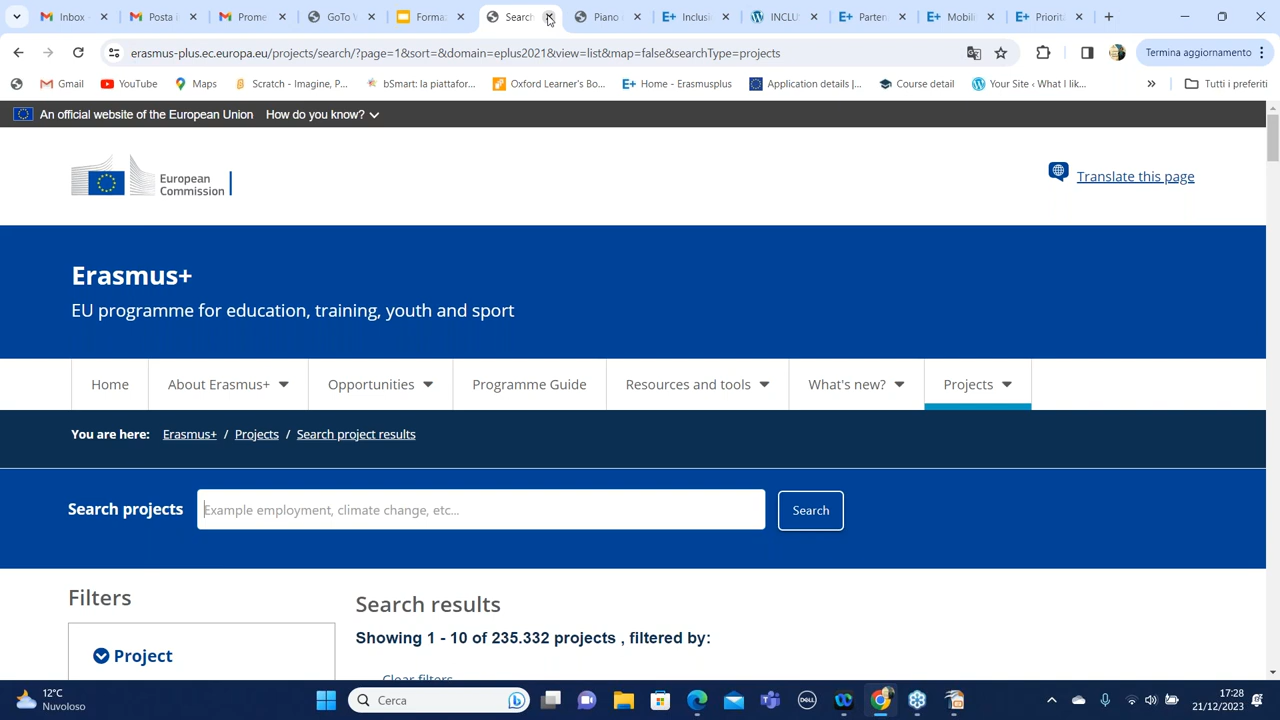 Inbox
Posta i
Prome
GoTo V
Forma
Search
Piano
Inclus
INCLU
Parten
Mobili
Priorit
erasmus-plus.ec.europa.eu/projects/search/?page=1&sort=&domain=eplus2021&view=list&map=false&searchType=projects
Termina aggiornamento
Gmail
YouTube
Maps
Scratch - Imagine, P...
bSmart: la piattafor...
Oxford Learner's Bo...
Home - Erasmusplus
Application details |...
Course detail
Your Site ‹ What I lik...
»
Tutti i preferiti
An official website of the European Union How do you know?
European
Commission
Translate this page
Erasmus+
EU programme for education, training, youth and sport
Home
About Erasmus+
Opportunities
Programme Guide
Resources and tools
What's new?
Projects
You are here: Erasmus+ / Projects / Search project results
Search projects
Example employment, climate change, etc...
Search
Filters
Search results
Showing 1 - 10 of 235.332 projects , filtered by:
Project
Clear filters
12°C
Nuvoloso
Cerca
17:28
21/12/2023